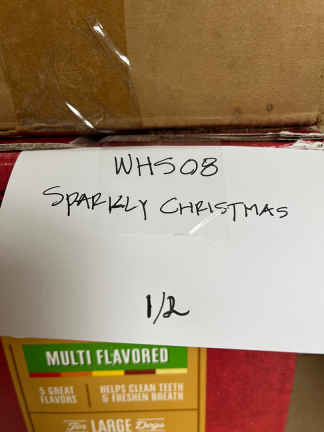 WHS08
SPARKLY CHRISTMAS
1/2
MULTI FLAVORED
5 GREAT
FLAVORS
HELPS CLEAN TEETH
& FRESHEN BREATH
For LARGE Dogs